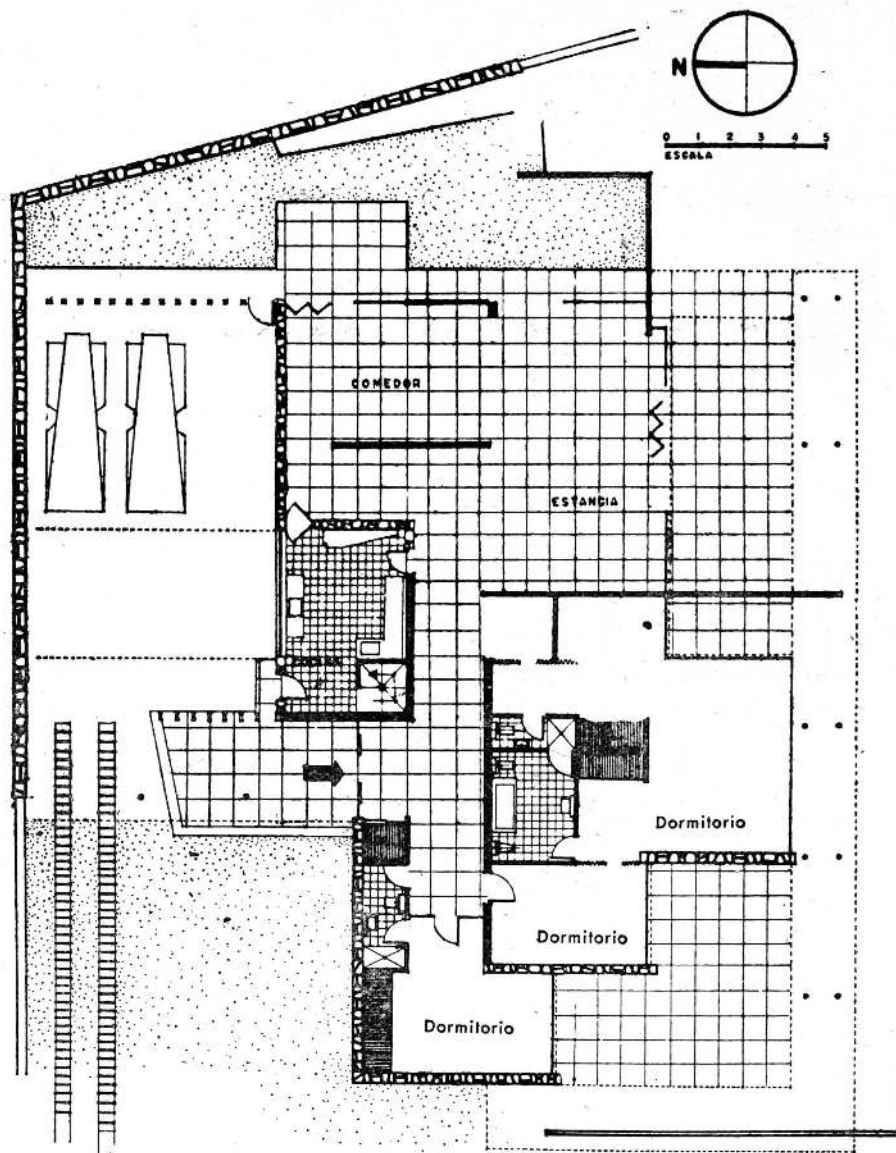 N
0 1 2 3 4 5
ESCALA
COMEDOR
ESTANCIA
Dormitorio
Dormitorio
Dormitorio